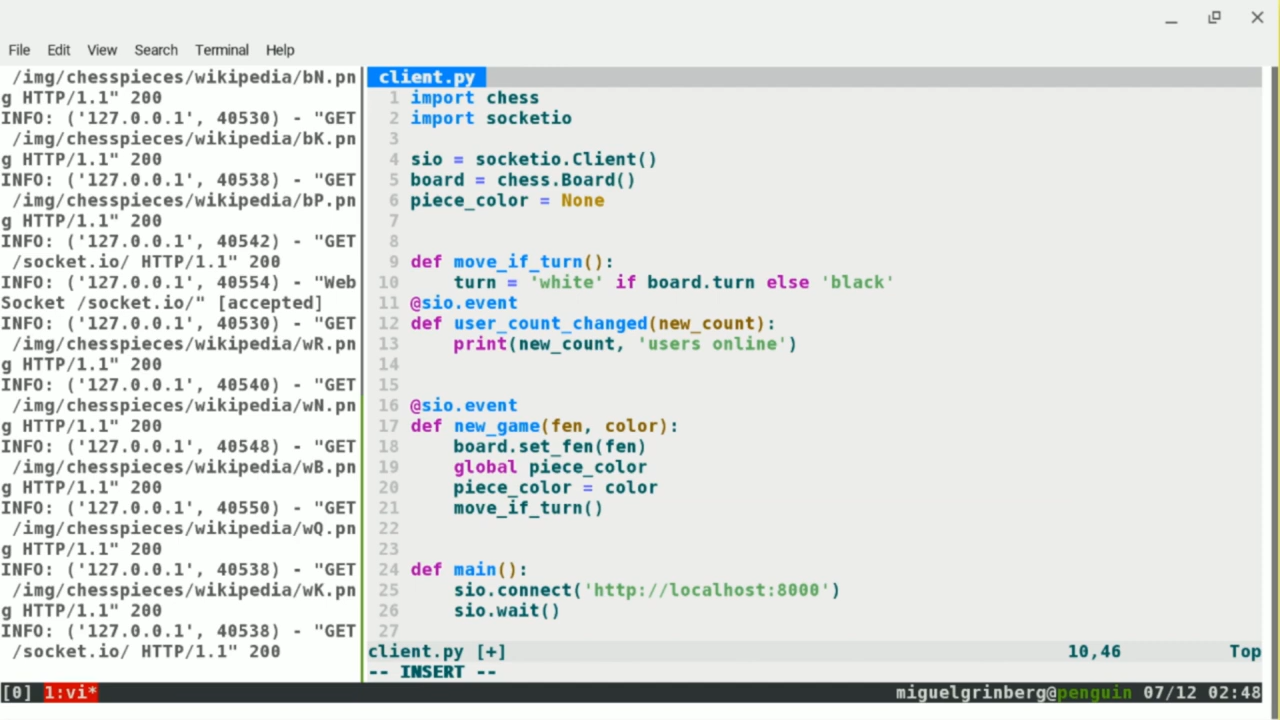 File Edit View Search Terminal Help
/img/chesspieces/wikipedia/bN.pn
g HTTP/1.1" 200
INFO: ('127.0.0.1', 40530) - "GET
/img/chesspieces/wikipedia/bK.pn
g HTTP/1.1" 200
INFO: ('127.0.0.1', 40538) - "GET
/img/chesspieces/wikipedia/bP.pn
g HTTP/1.1" 200
INFO: ('127.0.0.1', 40542) - "GET
/socket.io/ HTTP/1.1" 200
INFO: ('127.0.0.1', 40554) - "Web
Socket /socket.io/" [accepted]
INFO: ('127.0.0.1', 40530) - "GET
/img/chesspieces/wikipedia/wR.pn
g HTTP/1.1" 200
INFO: ('127.0.0.1', 40540) - "GET
/img/chesspieces/wikipedia/wN.pn
g HTTP/1.1" 200
INFO: ('127.0.0.1', 40548) - "GET
/img/chesspieces/wikipedia/wB.pn
g HTTP/1.1" 200
INFO: ('127.0.0.1', 40550) - "GET
/img/chesspieces/wikipedia/wQ.pn
g HTTP/1.1" 200
INFO: ('127.0.0.1', 40538) - "GET
/img/chesspieces/wikipedia/wK.pn
g HTTP/1.1" 200
INFO: ('127.0.0.1', 40538) - "GET
/socket.io/ HTTP/1.1" 200
client.py
1 import chess
2 import socketio
3
4 sio = socketio.Client()
5 board = chess.Board()
6 piece_color = None
7
8
9 def move_if_turn():
10     turn = 'white' if board.turn else 'black'
11 @sio.event
12 def user_count_changed(new_count):
13     print(new_count, 'users online')
14
15
16 @sio.event
17 def new_game(fen, color):
18     board.set_fen(fen)
19     global piece_color
20     piece_color = color
21     move_if_turn()
22
23
24 def main():
25     sio.connect('http://localhost:8000')
26     sio.wait()
27
client.py [+] 10,46 Top
-- INSERT --
[0] 1:vi* miguelgrinberg@penguin 07/12 02:48